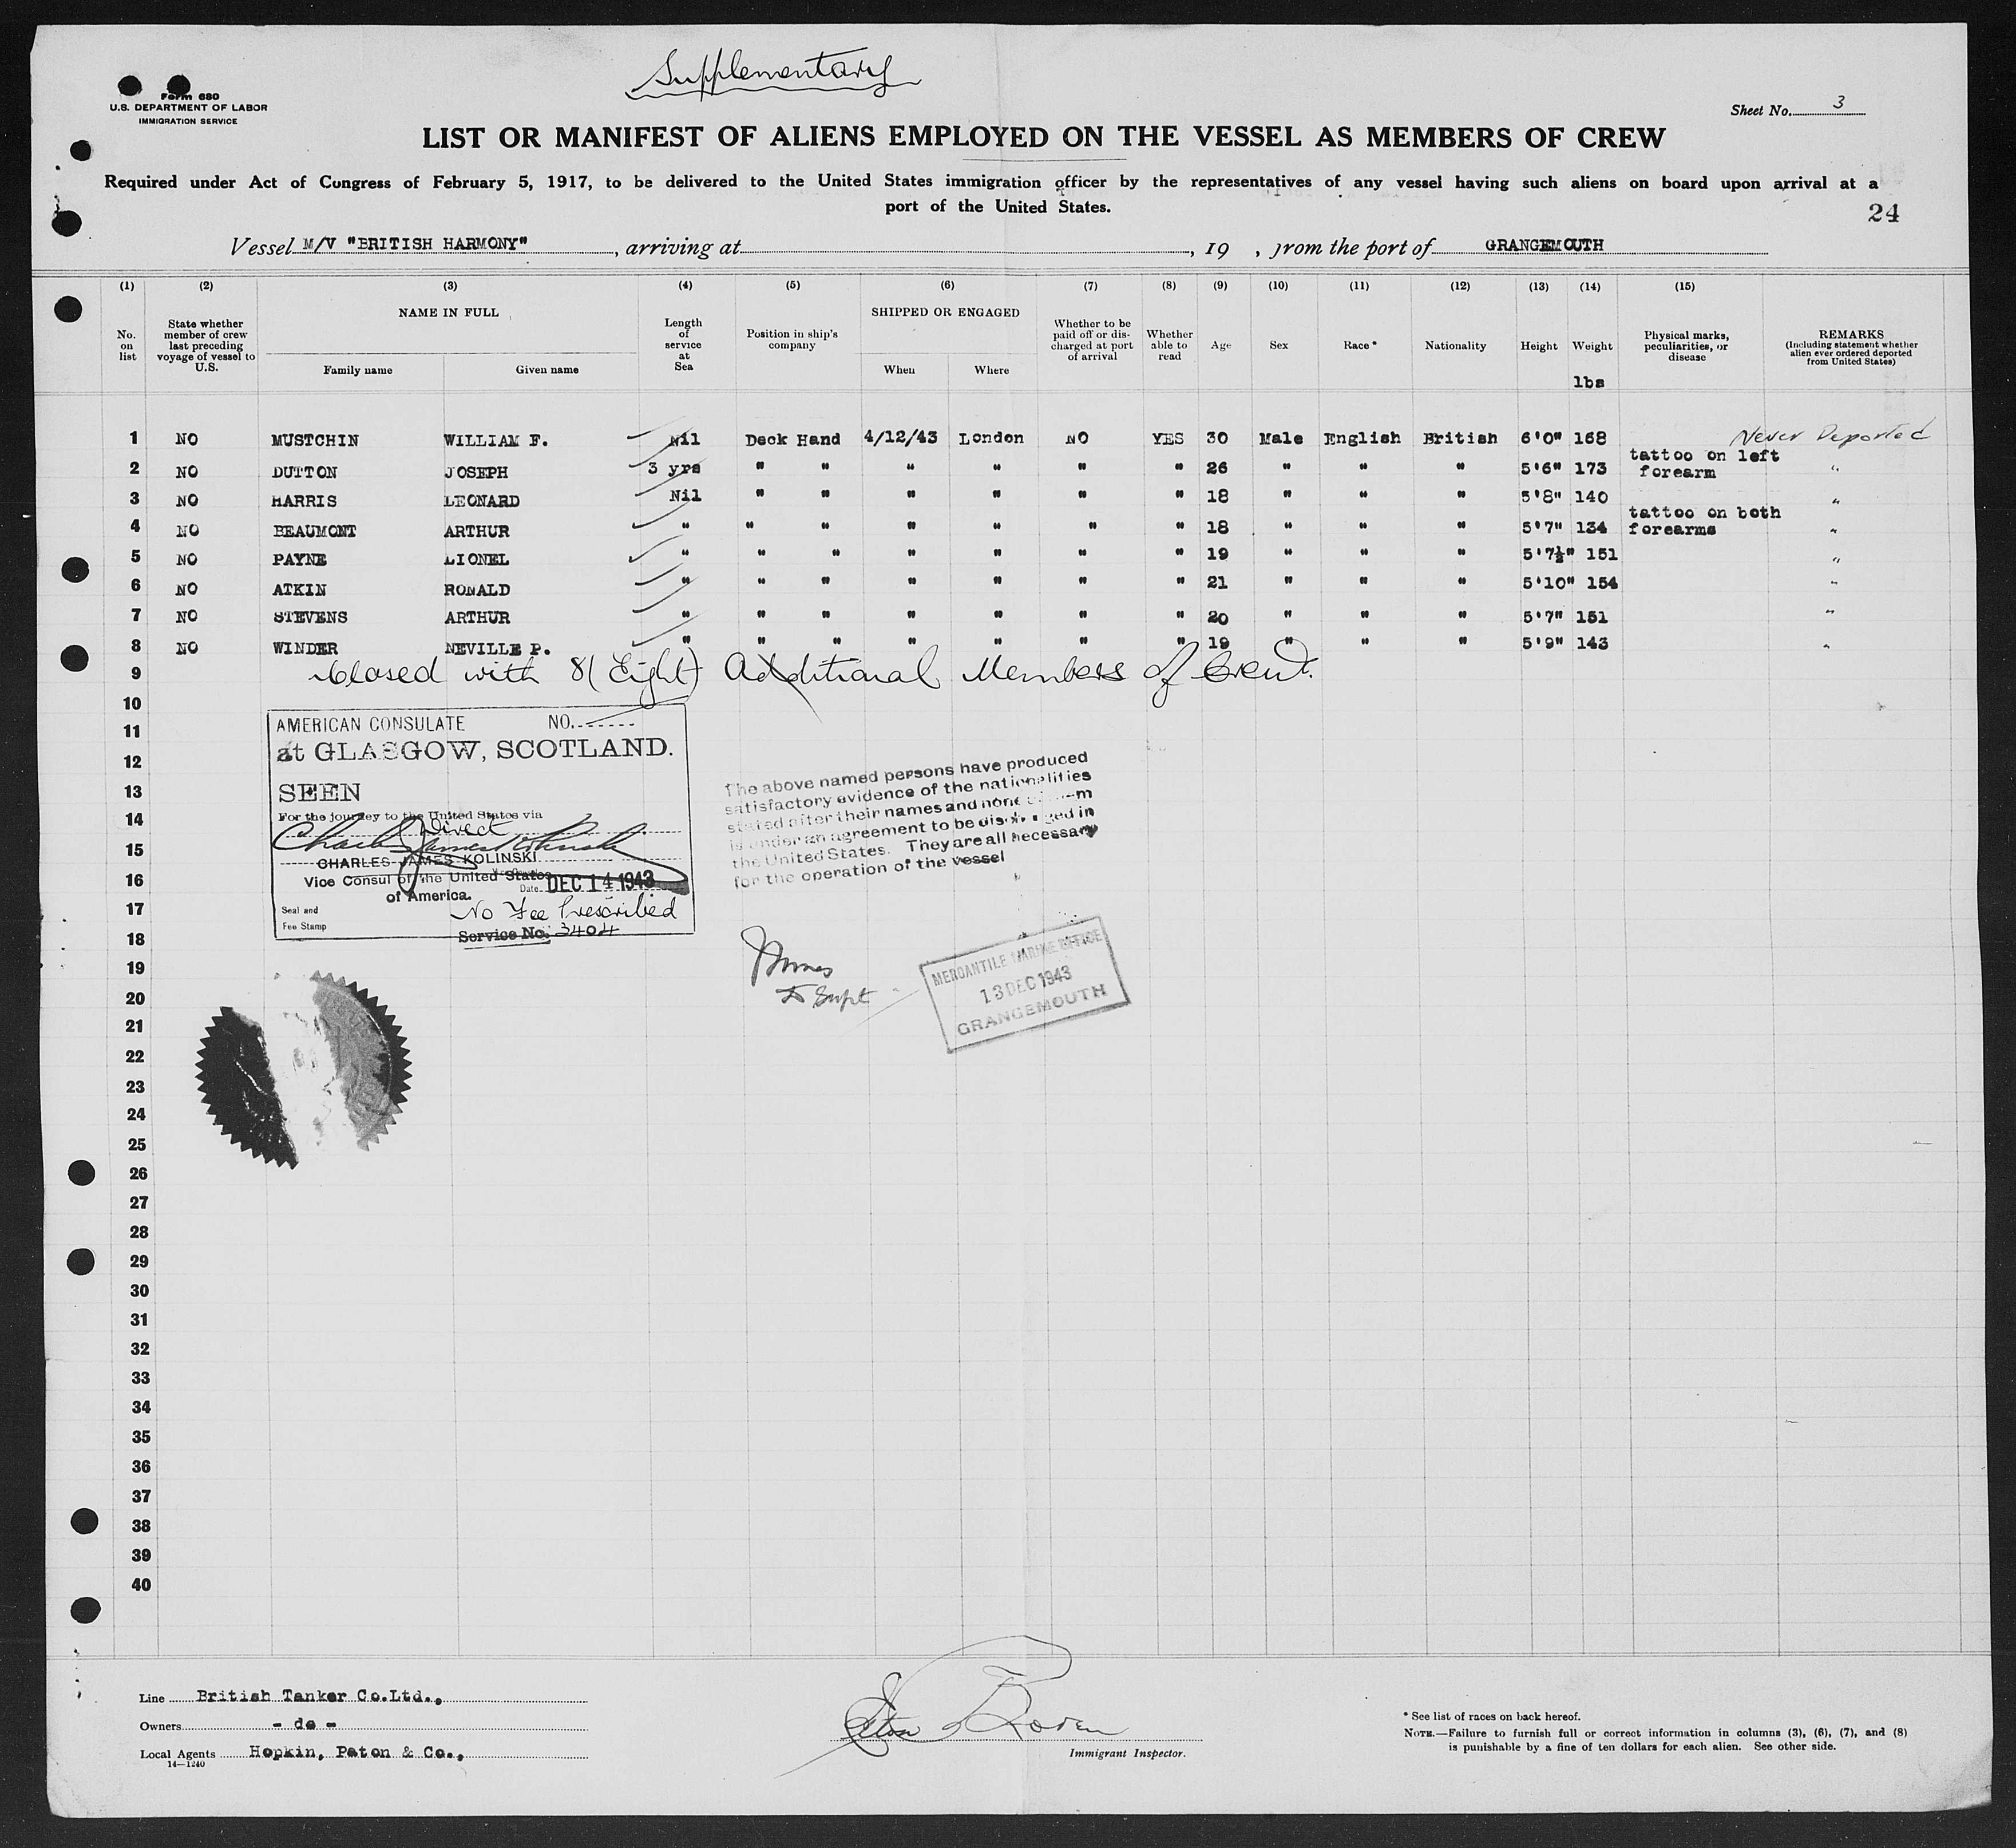 Supplementary
Form 680
U.S. DEPARTMENT OF LABOR
IMMIGRATION SERVICE
Sheet No. 3
LIST OR MANIFEST OF ALIENS EMPLOYED ON THE VESSEL AS MEMBERS OF CREW
Required under Act of Congress of February 5, 1917, to be delivered to the United States immigration officer by the representatives of any vessel having such aliens on board upon arrival at a
port of the United States.
24
Vessel M/V "BRITISH HARMONY", arriving at , 19 , from the port of GRANGEMOUTH
(1) (2) (3) (4) (5) (6) (7) (8) (9) (10) (11) (12) (13) (14) (15)
No. on list
State whether member of crew last preceding voyage of vessel to U.S.
NAME IN FULL
Family name Given name
Length of service at Sea
Position in ship's company
SHIPPED OR ENGAGED
When Where
Whether to be paid off or discharged at port of arrival
Whether able to read
Age Sex Race * Nationality Height Weight
lbs
Physical marks, peculiarities, or disease
REMARKS
(Including statement whether alien ever ordered deported from United States)
1 NO MUSTCHIN WILLIAM F. Nil Deck Hand 4/12/43 London NO YES 30 Male English British 6'0" 168 Never Deported
2 NO DUTTON JOSEPH 3 yrs " " " " " " 26 " " " 5'6" 173 tattoo on left forearm "
3 NO HARRIS LEONARD Nil " " " " " " 18 " " " 5'8" 140 "
4 NO BEAUMONT ARTHUR " " " " " " " 18 " " " 5'7" 134 tattoo on both forearms "
5 NO PAYNE LIONEL " " " " " " " 19 " " " 5'7½" 151 "
6 NO ATKIN RONALD " " " " " " " 21 " " " 5'10" 154 "
7 NO STEVENS ARTHUR " " " " " " " 20 " " " 5'7" 151 "
8 NO WINDER NEVILLE P. " " " " " " " 19 " " " 5'9" 143 "
9 Closed with 8 (Eight) Additional Members of Crew.
10
11
12
13
14
15
16
17
18
19
20
21
22
23
24
25
26
27
28
29
30
31
32
33
34
35
36
37
38
39
40
AMERICAN CONSULATE NO.
at GLASGOW, SCOTLAND.
SEEN
For the journey to the United States via
Direct
CHARLES JAMES KOLINSKI
Vice Consul of the United States
of America.
Date DEC 14 1943
Seal and
Fee Stamp
No Fee Prescribed
Service No. 3404
The above named persons have produced
satisfactory evidence of the nationalities
stated after their names and none of them
is under an agreement to be discharged in
the United States. They are all necessary
for the operation of the vessel
Supt
MERCANTILE MARINE OFFICE
13 DEC 1943
GRANGEMOUTH
Line British Tanker Co.Ltd.,
Owners - do -
Local Agents Hopkin, Paton & Co.,
14—1240
Immigrant Inspector.
* See list of races on back hereof.
NOTE.—Failure to furnish full or correct information in columns (3), (6), (7), and (8)
is punishable by a fine of ten dollars for each alien. See other side.